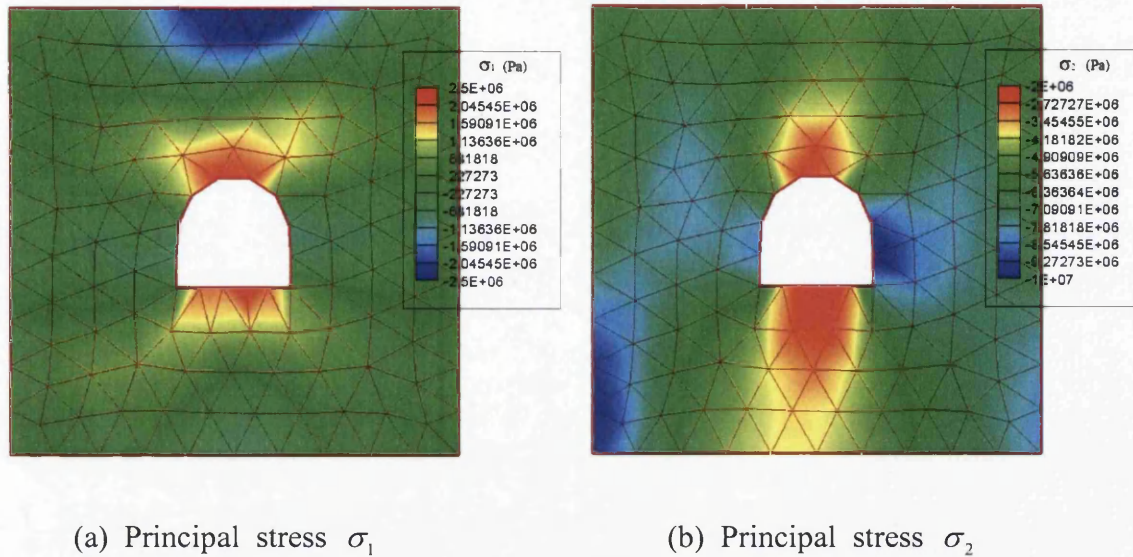 σ₁ (Pa)
2.5E+06
2.04545E+06
1.59091E+06
1.13636E+06
681818
227273
-227273
-681818
-1.13636E+06
-1.59091E+06
-2.04545E+06
-2.5E+06
σ₂ (Pa)
-2E+06
-2.72727E+06
-3.45455E+06
-4.18182E+06
-4.90909E+06
-5.63636E+06
-6.36364E+06
-7.09091E+06
-7.81818E+06
-8.54545E+06
-9.27273E+06
-1E+07
(a) Principal stress σ₁
(b) Principal stress σ₂